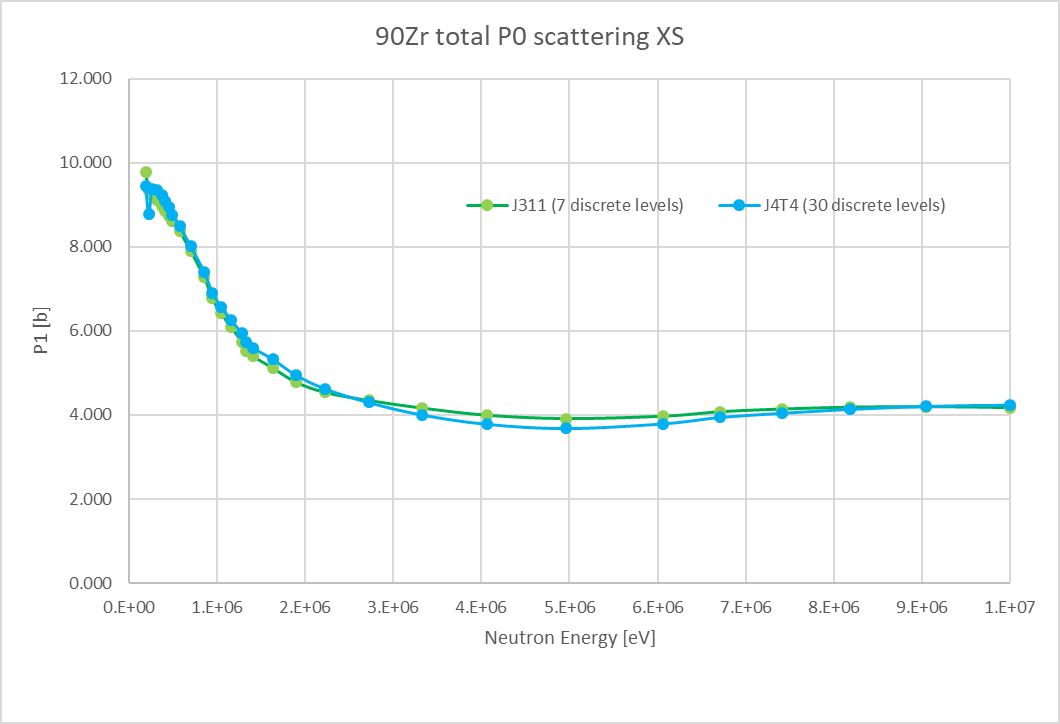 90Zr total P0 scattering XS
12.000
10.000
8.000
6.000
4.000
2.000
0.000
P1 [b]
J311 (7 discrete levels)
J4T4 (30 discrete levels)
0.E+00 1.E+06 2.E+06 3.E+06 4.E+06 5.E+06 6.E+06 7.E+06 8.E+06 9.E+06 1.E+07
Neutron Energy [eV]